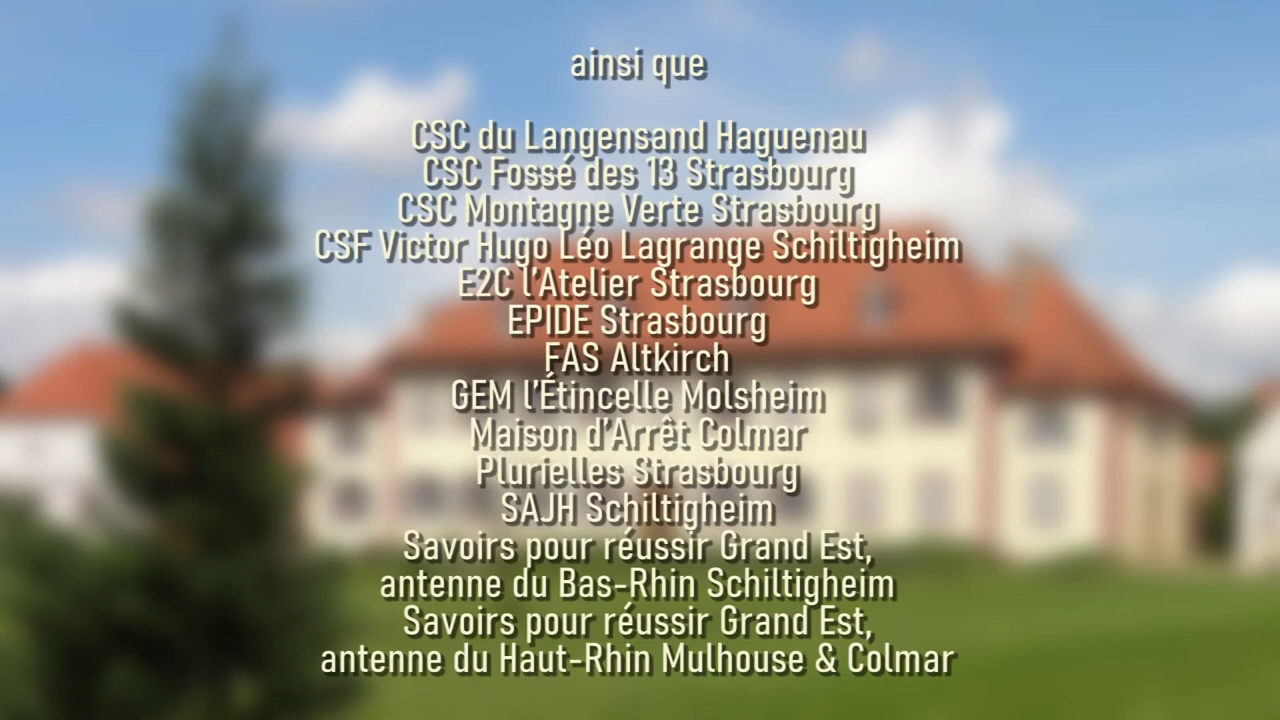 ainsi que
CSC du Langensand Haguenau
CSC Fossé des 13 Strasbourg
CSC Montagne Verte Strasbourg
CSF Victor Hugo Léo Lagrange Schiltigheim
E2C l'Atelier Strasbourg
EPIDE Strasbourg
FAS Altkirch
GEM l'Étincelle Molsheim
Maison d'Arrêt Colmar
Plurielles Strasbourg
SAJH Schiltigheim
Savoirs pour réussir Grand Est,
antenne du Bas-Rhin Schiltigheim
Savoirs pour réussir Grand Est,
antenne du Haut-Rhin Mulhouse & Colmar